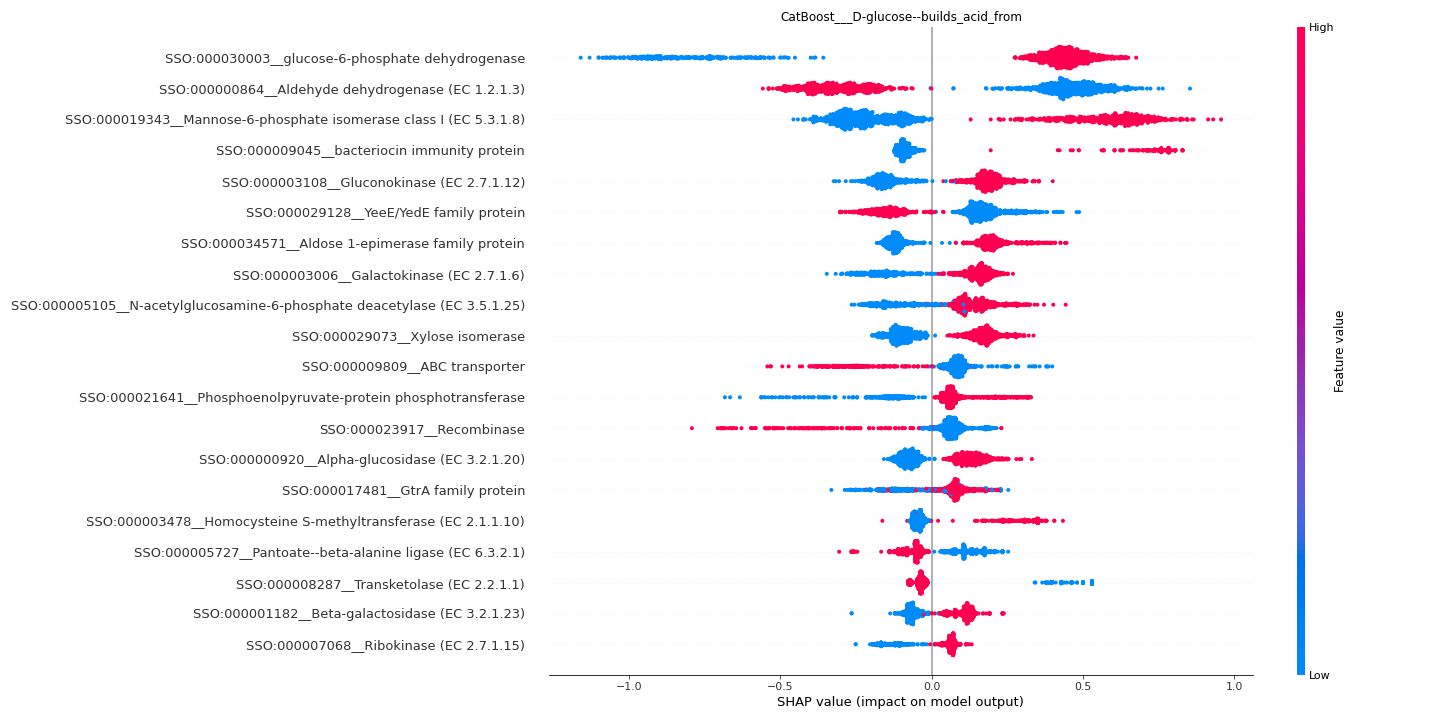 CatBoost___D-glucose--builds_acid_from
High
SSO:000030003__glucose-6-phosphate dehydrogenase
SSO:000000864__Aldehyde dehydrogenase (EC 1.2.1.3)
SSO:000019343__Mannose-6-phosphate isomerase class I (EC 5.3.1.8)
SSO:000009045__bacteriocin immunity protein
SSO:000003108__Gluconokinase (EC 2.7.1.12)
SSO:000029128__YeeE/YedE family protein
SSO:000034571__Aldose 1-epimerase family protein
SSO:000003006__Galactokinase (EC 2.7.1.6)
SSO:000005105__N-acetylglucosamine-6-phosphate deacetylase (EC 3.5.1.25)
SSO:000029073__Xylose isomerase
SSO:000009809__ABC transporter
SSO:000021641__Phosphoenolpyruvate-protein phosphotransferase
SSO:000023917__Recombinase
SSO:000000920__Alpha-glucosidase (EC 3.2.1.20)
SSO:000017481__GtrA family protein
SSO:000003478__Homocysteine S-methyltransferase (EC 2.1.1.10)
SSO:000005727__Pantoate--beta-alanine ligase (EC 6.3.2.1)
SSO:000008287__Transketolase (EC 2.2.1.1)
SSO:000001182__Beta-galactosidase (EC 3.2.1.23)
SSO:000007068__Ribokinase (EC 2.7.1.15)
Feature value
Low
−1.0 −0.5 0.0 0.5 1.0
SHAP value (impact on model output)